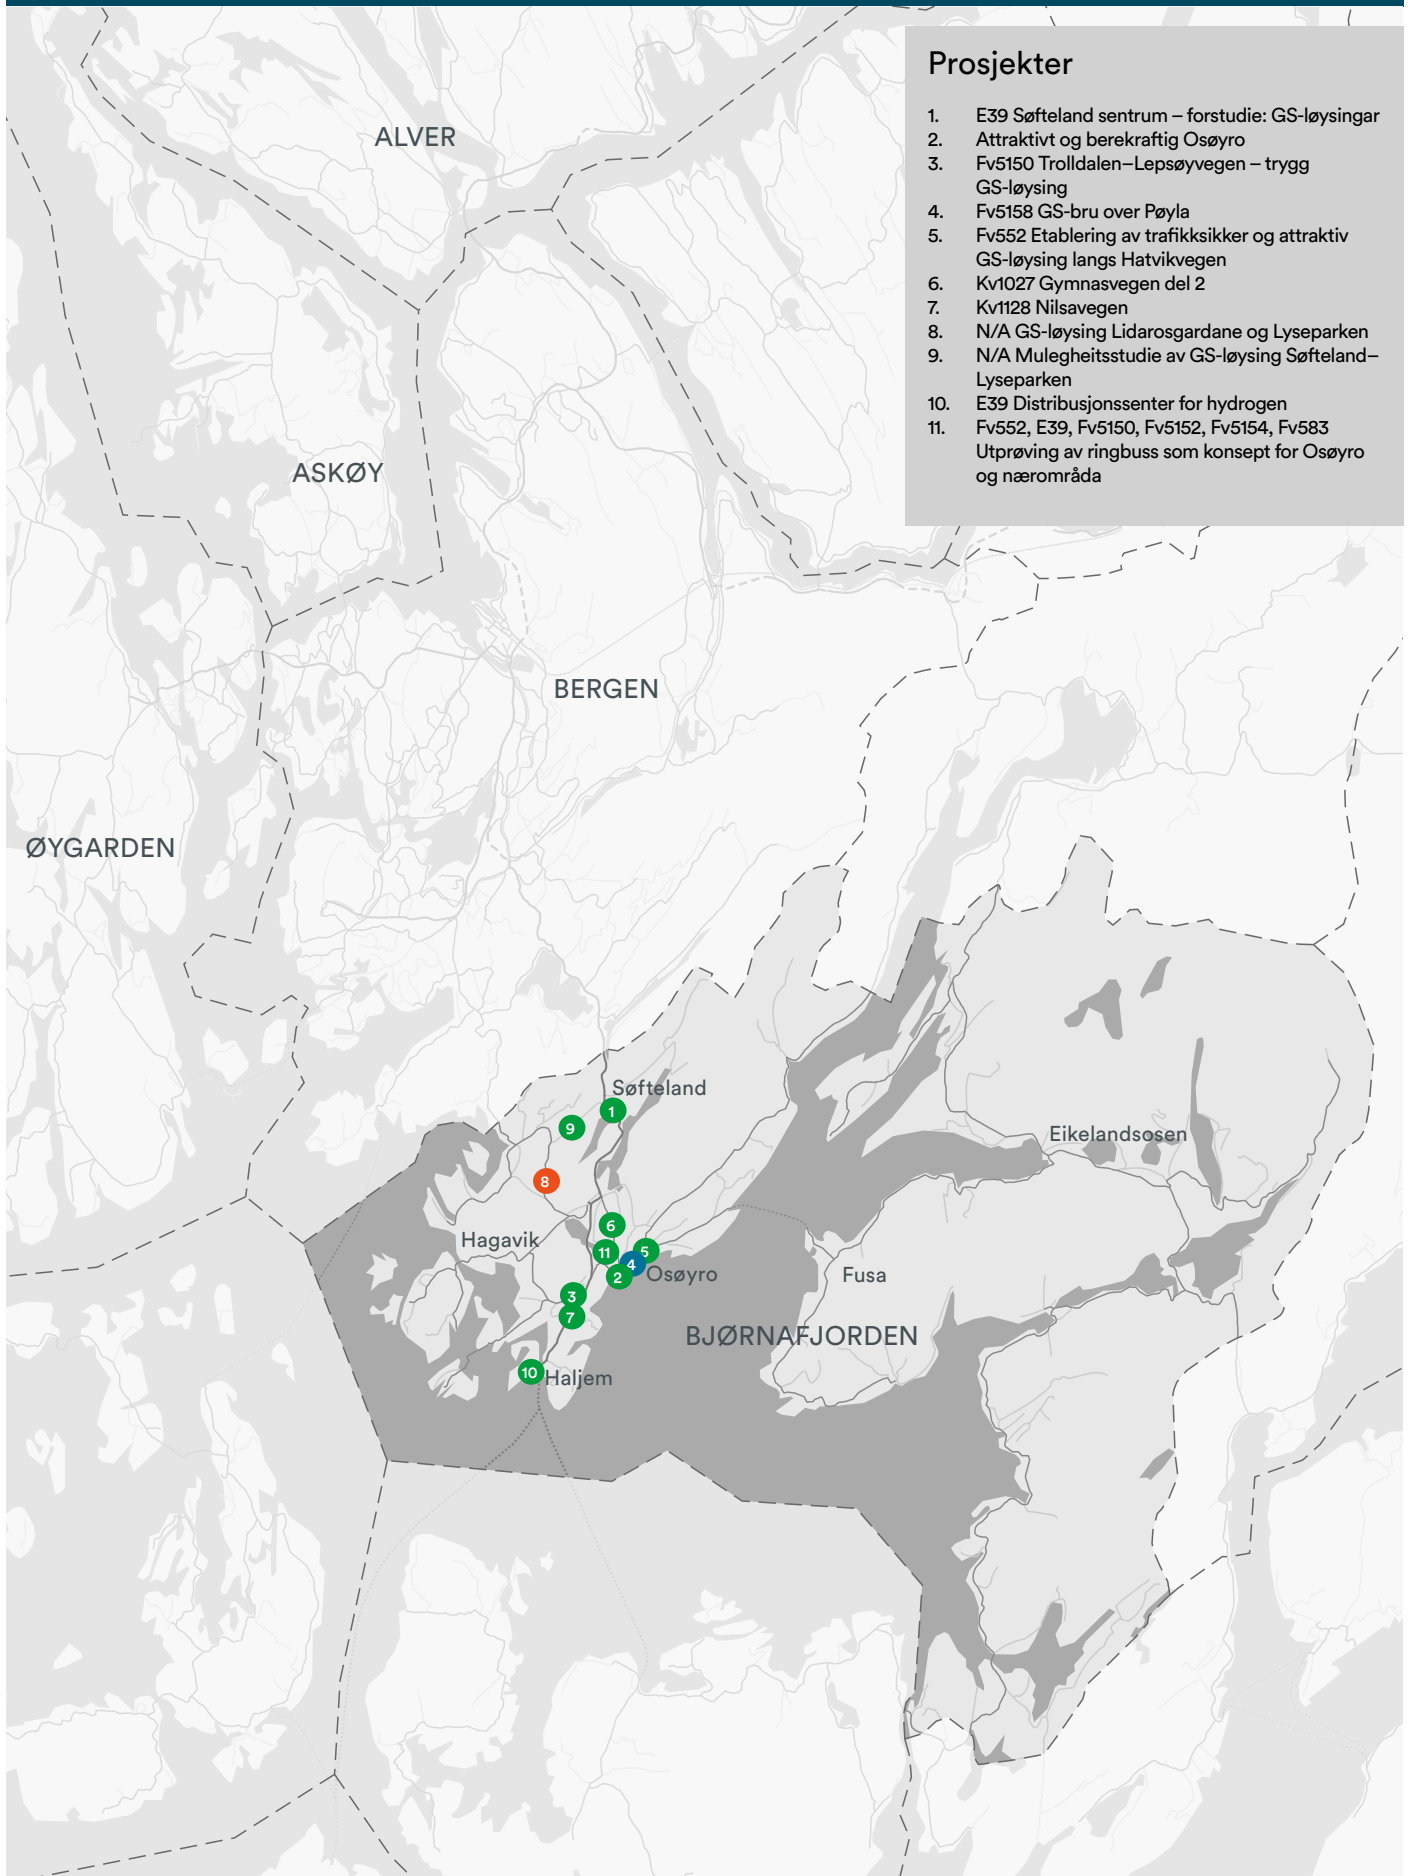 Prosjekter
1. E39 Søfteland sentrum – forstudie: GS-løysingar
2. Attraktivt og berekraftig Osøyro
3. Fv5150 Trolldalen–Lepsøyvegen – trygg
GS-løysing
4. Fv5158 GS-bru over Pøyla
5. Fv552 Etablering av trafikksikker og attraktiv
GS-løysing langs Hatvikvegen
6. Kv1027 Gymnasvegen del 2
7. Kv1128 Nilsavegen
8. N/A GS-løysing Lidarosgardane og Lyseparken
9. N/A Mulegheitsstudie av GS-løysing Søfteland–
Lyseparken
10. E39 Distribusjonssenter for hydrogen
11. Fv552, E39, Fv5150, Fv5152, Fv5154, Fv583
Utprøving av ringbuss som konsept for Osøyro
og nærområda
ALVER
ASKØY
BERGEN
ØYGARDEN
Søfteland
1
9
Eikelandsosen
8
6
Hagavik
11
5
4
2
Osøyro
Fusa
3
7
BJØRNAFJORDEN
10
Haljem